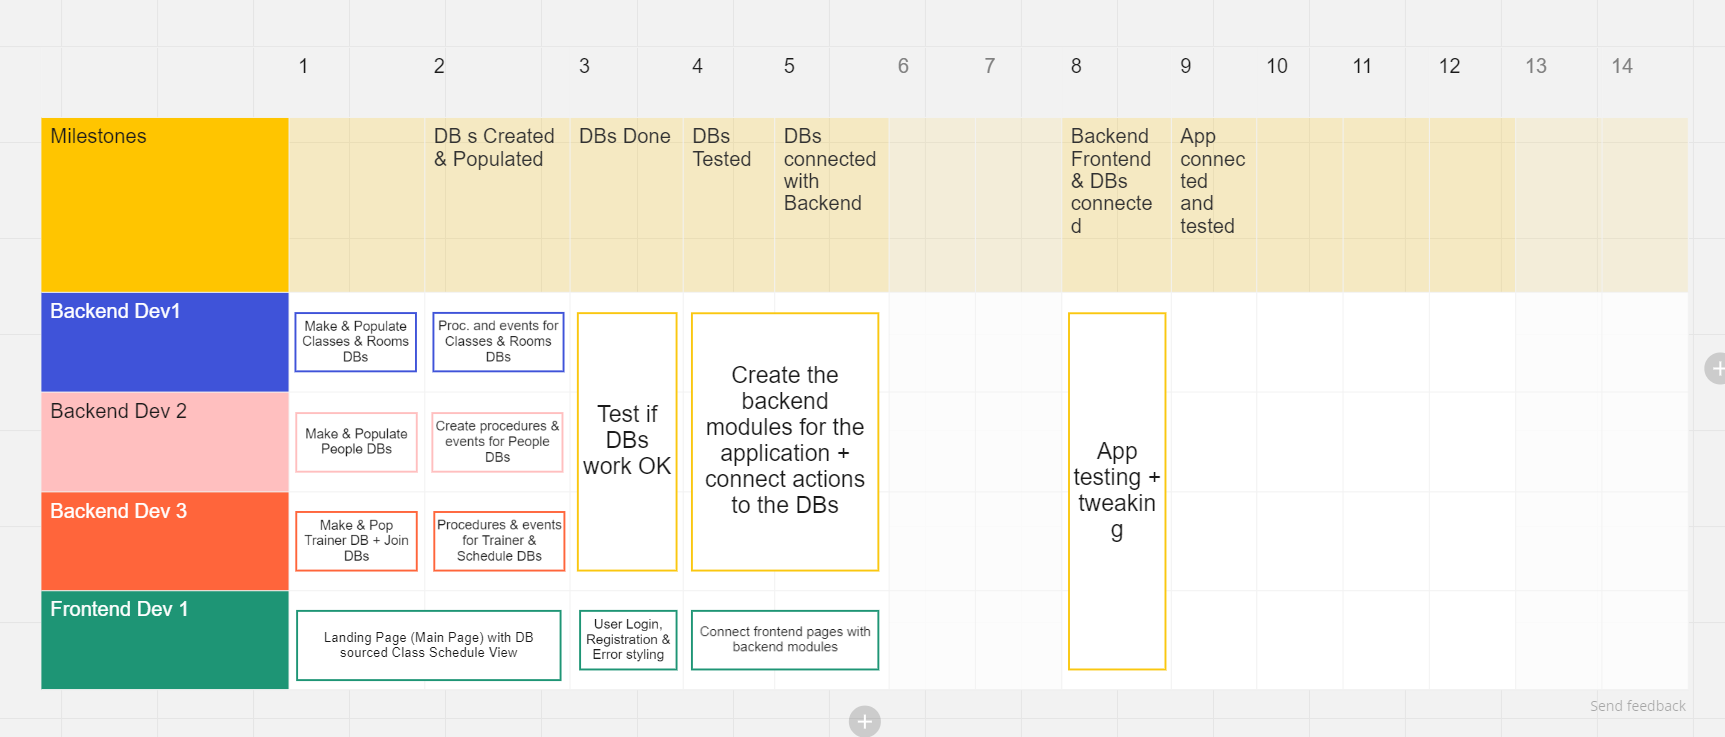 1 2 3 4 5 6 7 8 9 10 11 12 13 14
Milestones
DB s Created
& Populated
DBs Done
DBs
Tested
DBs
connected
with
Backend
Backend
Frontend
& DBs
connecte
d
App
connec
ted
and
tested
Backend Dev1
Make & Populate
Classes & Rooms
DBs
Proc. and events for
Classes & Rooms
DBs
Test if
DBs
work OK
Create the
backend
modules for the
application +
connect actions
to the DBs
App
testing +
tweakin
g
Backend Dev 2
Make & Populate
People DBs
Create procedures &
events for People
DBs
Backend Dev 3
Make & Pop
Trainer DB + Join
DBs
Procedures & events
for Trainer &
Schedule DBs
Frontend Dev 1
Landing Page (Main Page) with DB
sourced Class Schedule View
User Login,
Registration &
Error styling
Connect frontend pages with
backend modules
Send feedback